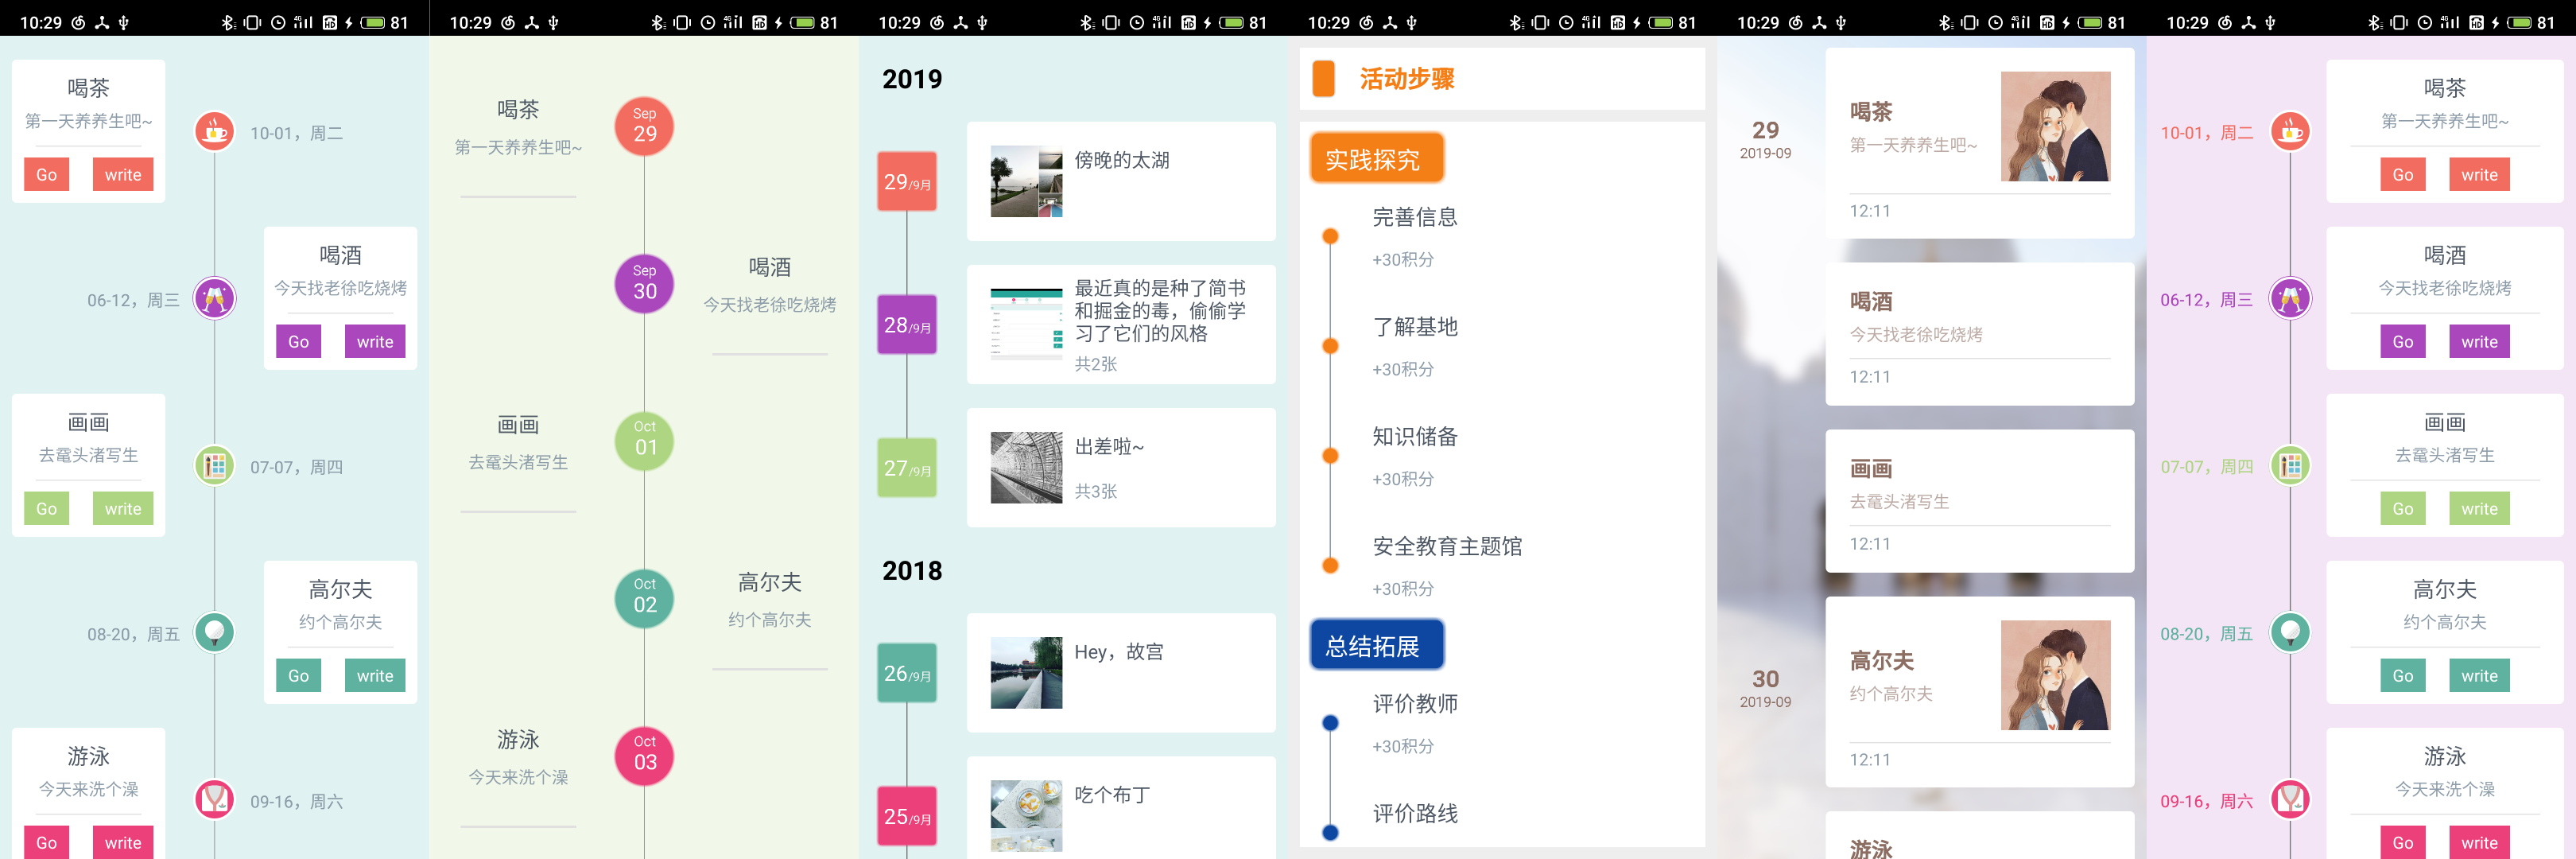 10:29 81
喝茶
第一天养养生吧~
Go write
10-01，周二
喝酒
今天找老徐吃烧烤
Go write
06-12，周三
画画
去鼋头渚写生
Go write
07-07，周四
高尔夫
约个高尔夫
Go write
08-20，周五
游泳
今天来洗个澡
Go write
09-16，周六
10:29 81
喝茶
第一天养养生吧~
Sep
29
喝酒
今天找老徐吃烧烤
Sep
30
画画
去鼋头渚写生
Oct
01
高尔夫
约个高尔夫
Oct
02
游泳
今天来洗个澡
Oct
03
10:29 81
2019
29/9月
傍晚的太湖
28/9月
最近真的是种了简书
和掘金的毒，偷偷学
习了它们的风格
共2张
27/9月
出差啦~
共3张
2018
26/9月
Hey，故宫
25/9月
吃个布丁
10:29 81
活动步骤
实践探究
完善信息
+30积分
了解基地
+30积分
知识储备
+30积分
安全教育主题馆
+30积分
总结拓展
评价教师
+30积分
评价路线
10:29 81
29
2019-09
喝茶
第一天养养生吧~
12:11
喝酒
今天找老徐吃烧烤
12:11
画画
去鼋头渚写生
12:11
30
2019-09
高尔夫
约个高尔夫
12:11
游泳
10:29 81
10-01，周二
喝茶
第一天养养生吧~
Go write
06-12，周三
喝酒
今天找老徐吃烧烤
Go write
07-07，周四
画画
去鼋头渚写生
Go write
08-20，周五
高尔夫
约个高尔夫
Go write
09-16，周六
游泳
今天来洗个澡
Go write